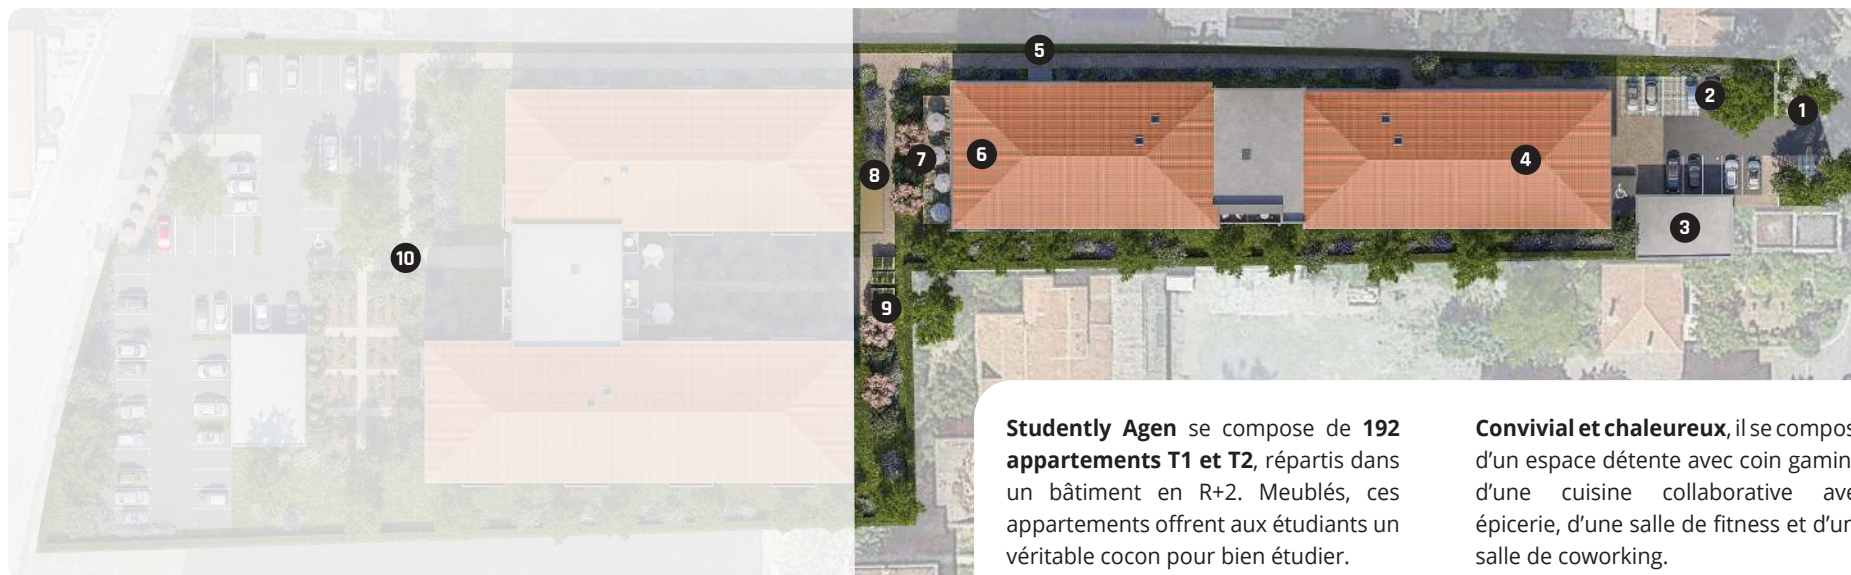 5
2
1
7
6
4
8
3
10
9
Studently Agen se compose de 192
appartements T1 et T2, répartis dans
un bâtiment en R+2. Meublés, ces
appartements offrent aux étudiants un
véritable cocon pour bien étudier.
Convivial et chaleureux, il se compos
d'un espace détente avec coin gamin
d'une cuisine collaborative ave
épicerie, d'une salle de fitness et d'un
salle de coworking.